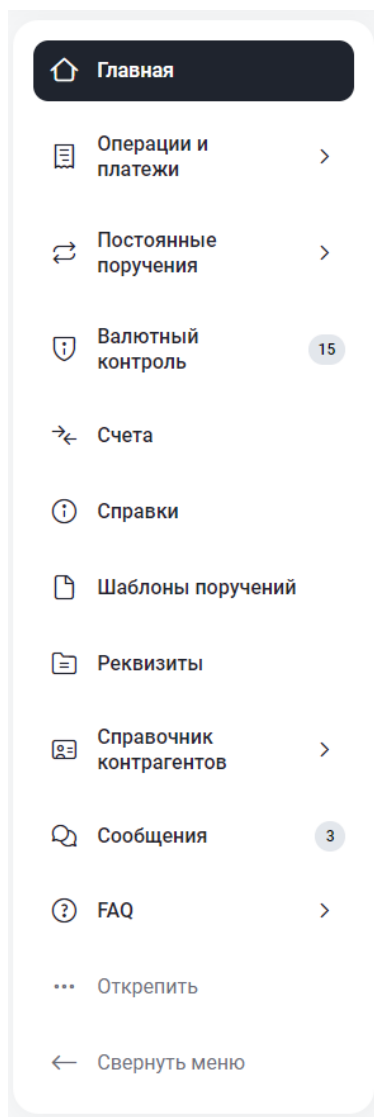 Главная
Операции и
платежи
Постоянные
поручения
Валютный
контроль
15
Счета
Справки
Шаблоны поручений
Реквизиты
Справочник
контрагентов
Сообщения
3
FAQ
Открепить
Свернуть меню